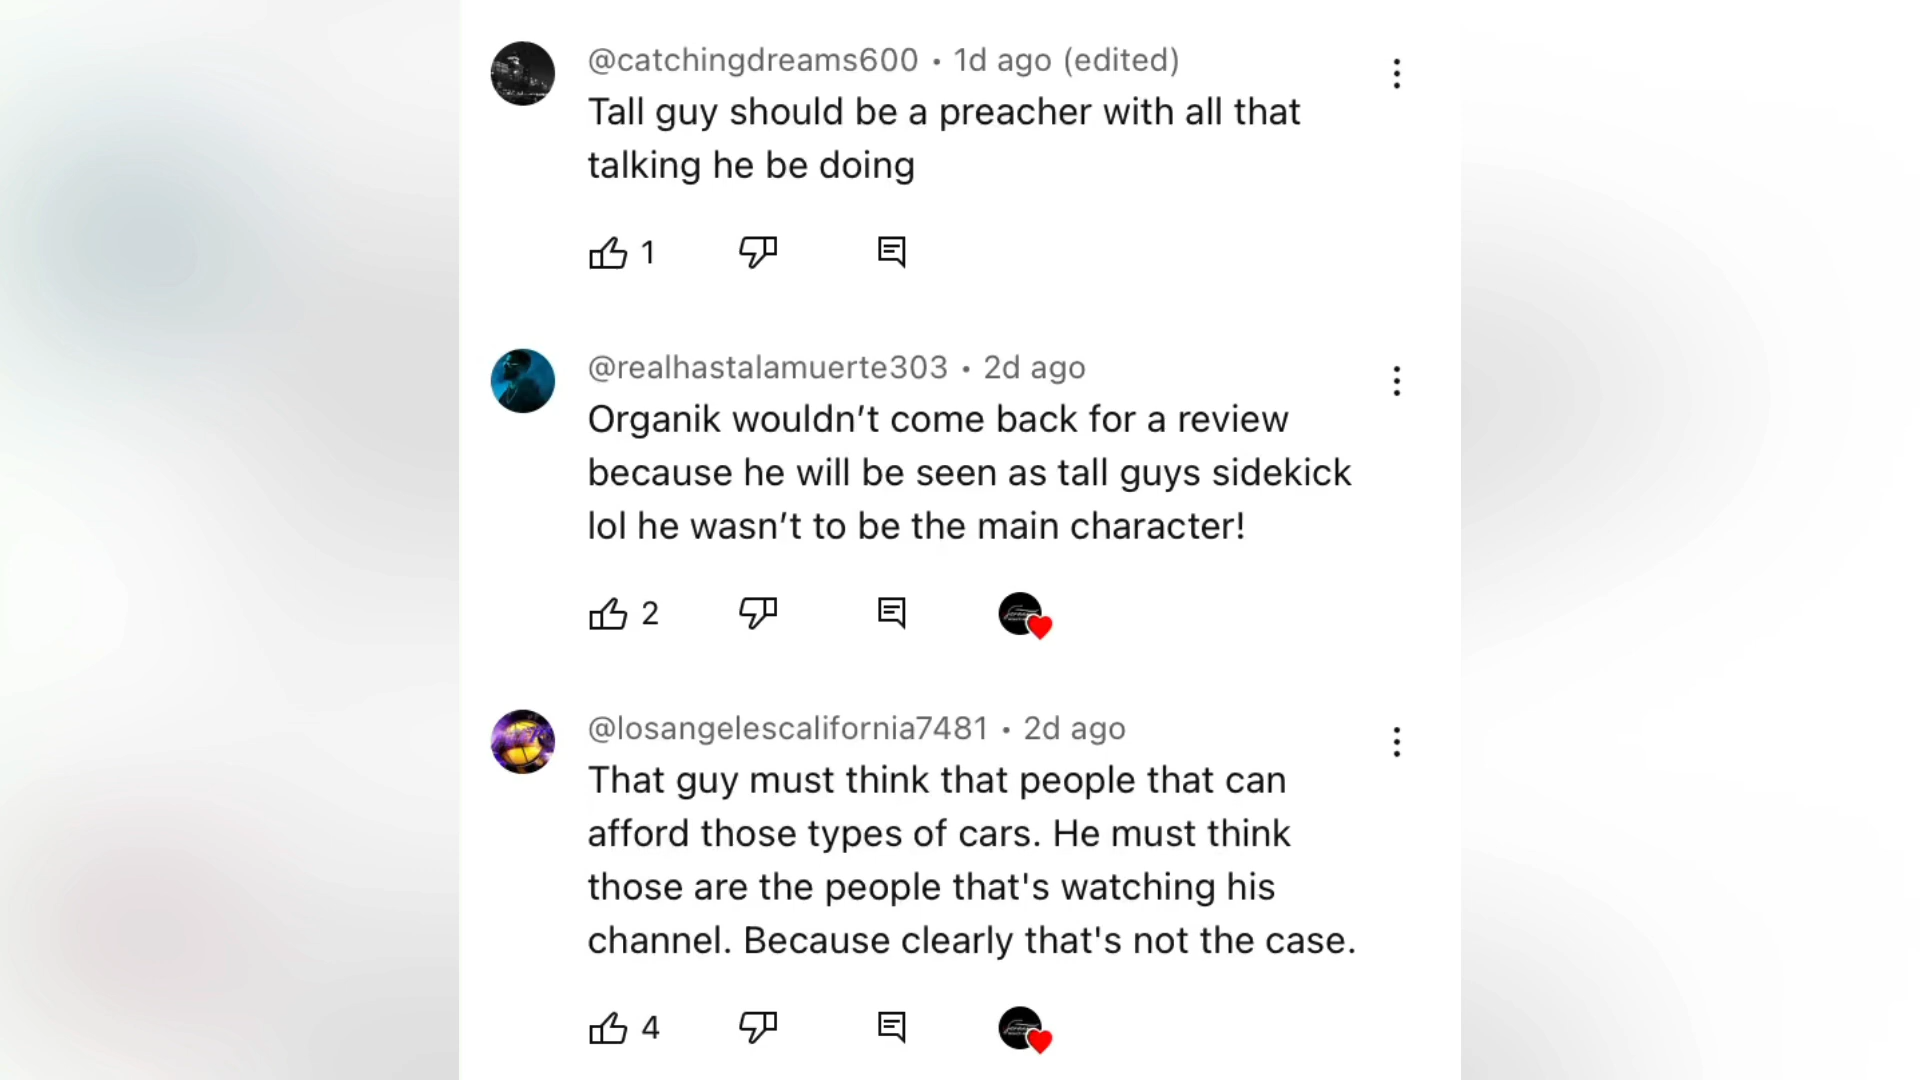 @catchingdreams600 • 1d ago (edited)
Tall guy should be a preacher with all that
talking he be doing
1
@realhastalamuerte303 • 2d ago
Organik wouldn’t come back for a review
because he will be seen as tall guys sidekick
lol he wasn’t to be the main character!
2
@losangelescalifornia7481 • 2d ago
That guy must think that people that can
afford those types of cars. He must think
those are the people that's watching his
channel. Because clearly that's not the case.
4